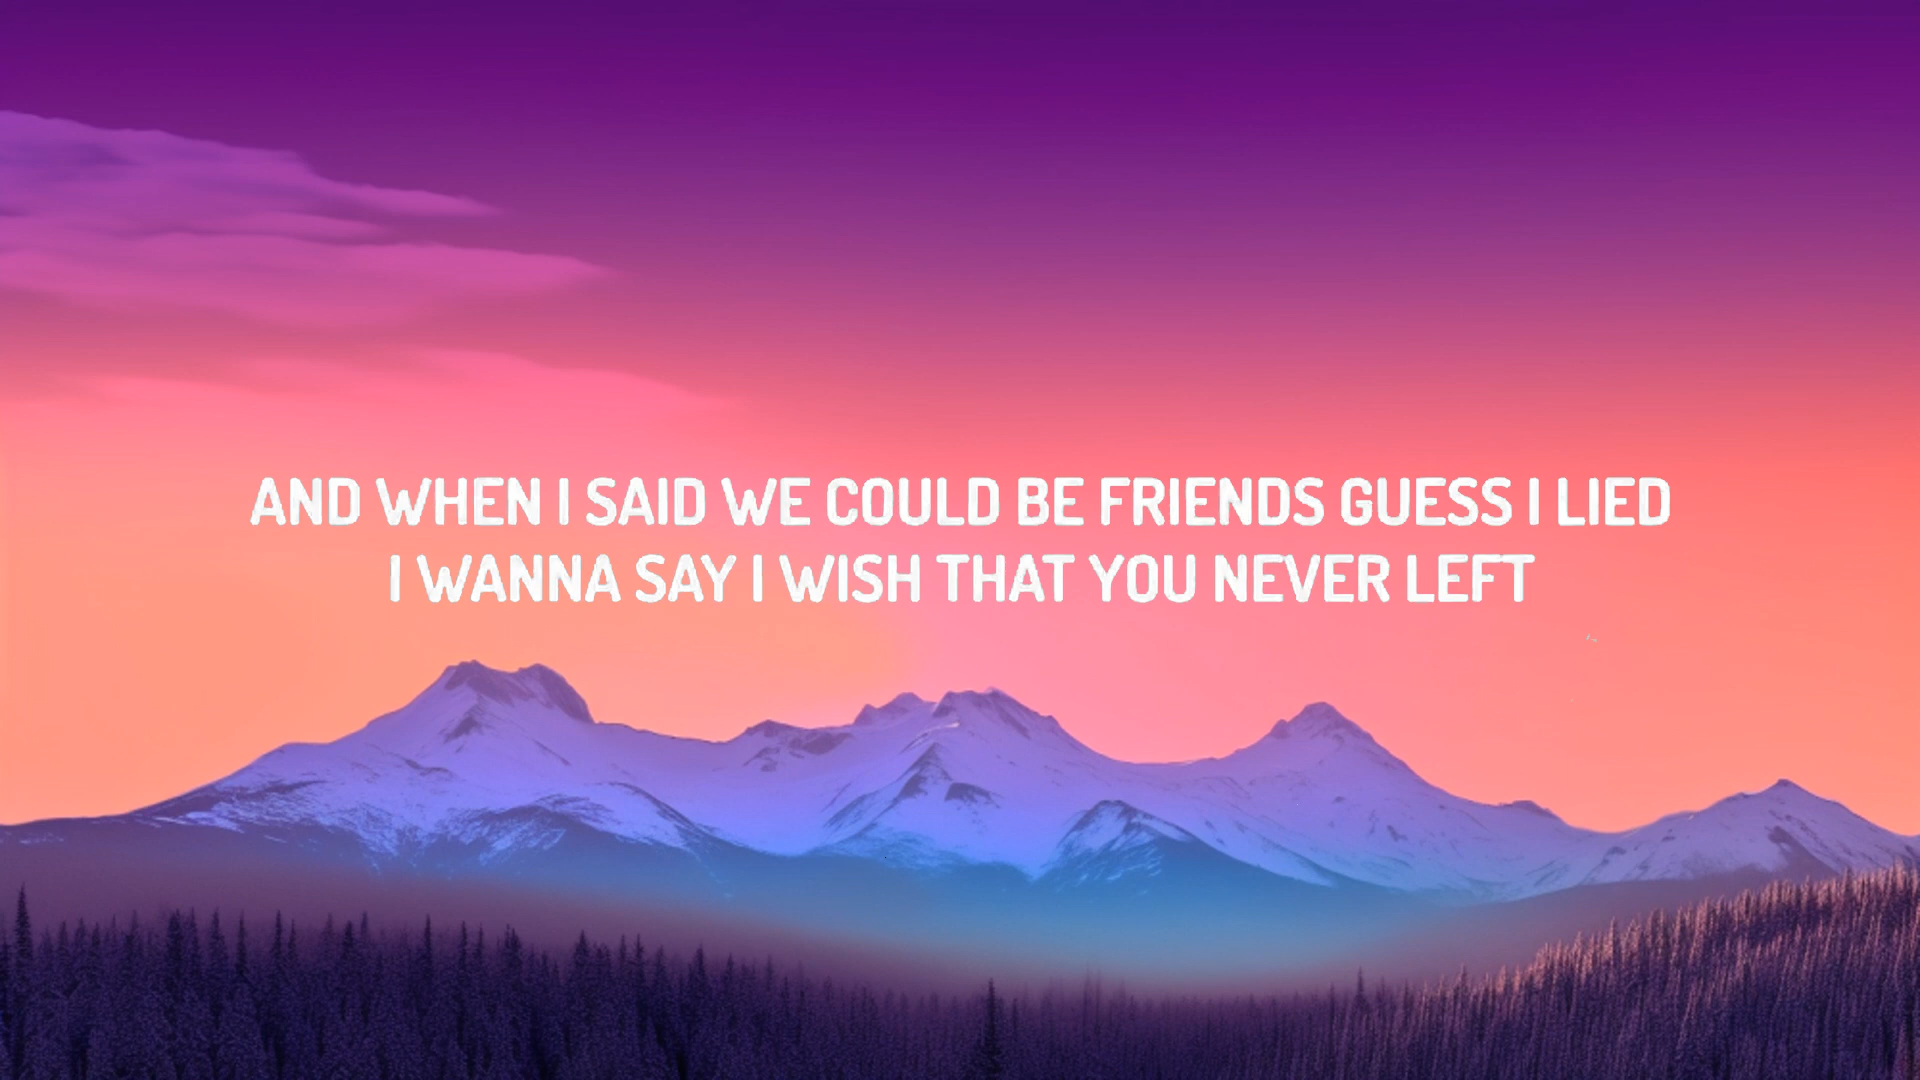 AND WHEN I SAID WE COULD BE FRIENDS GUESS I LIED
I WANNA SAY I WISH THAT YOU NEVER LEFT